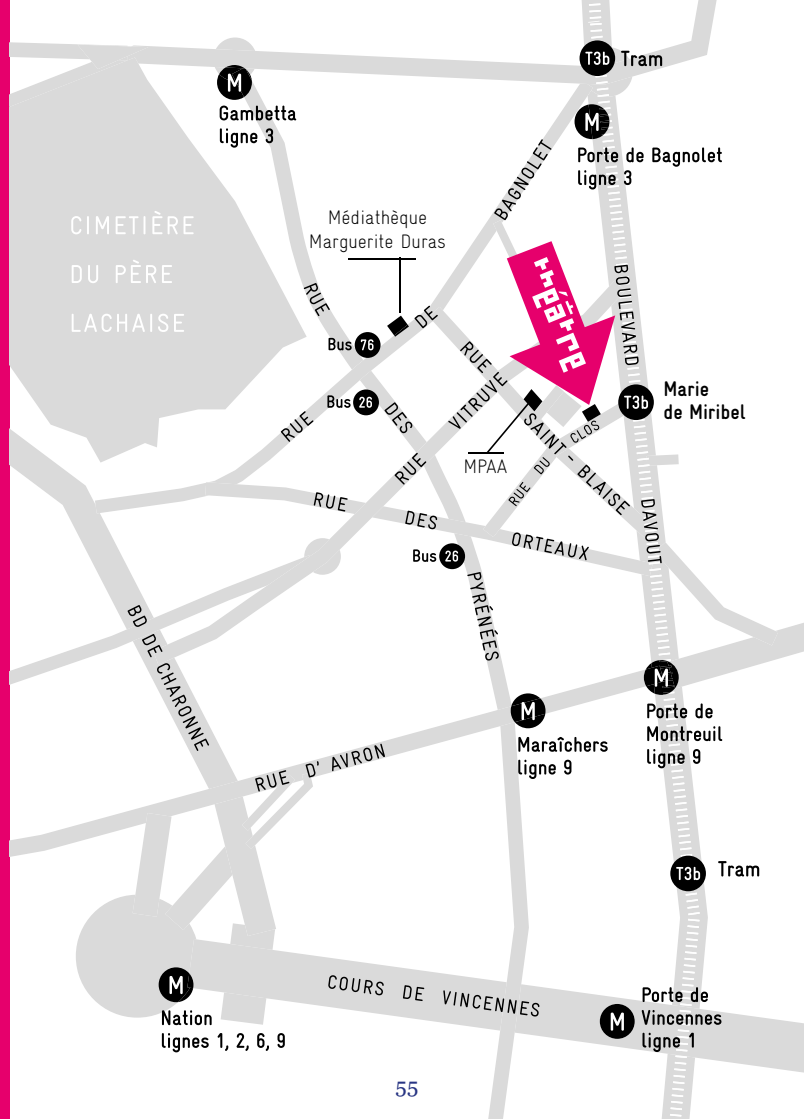 T3b Tram
M
Gambetta
ligne 3
M
Porte de Bagnolet
ligne 3
BAGNOLET
CIMETIÈRE
DU PÈRE
LACHAISE
Médiathèque
Marguerite Duras
théâtre
BOULEVARD
RUE
DE
Bus 76
RUE
Bus 26
DES
RUE
VITRUVE
RUE
T3b
Marie
de Miribel
SAINT - BLAISE
RUE DU CLOS
MPAA
RUE DES ORTEAUX
DAVOUT
Bus 26
PYRÉNÉES
BD DE CHARONNE
M
Porte de
Montreuil
ligne 9
M
Maraîchers
ligne 9
RUE D' AVRON
T3b Tram
COURS DE VINCENNES
M
Nation
lignes 1, 2, 6, 9
M
Porte de
Vincennes
ligne 1
55